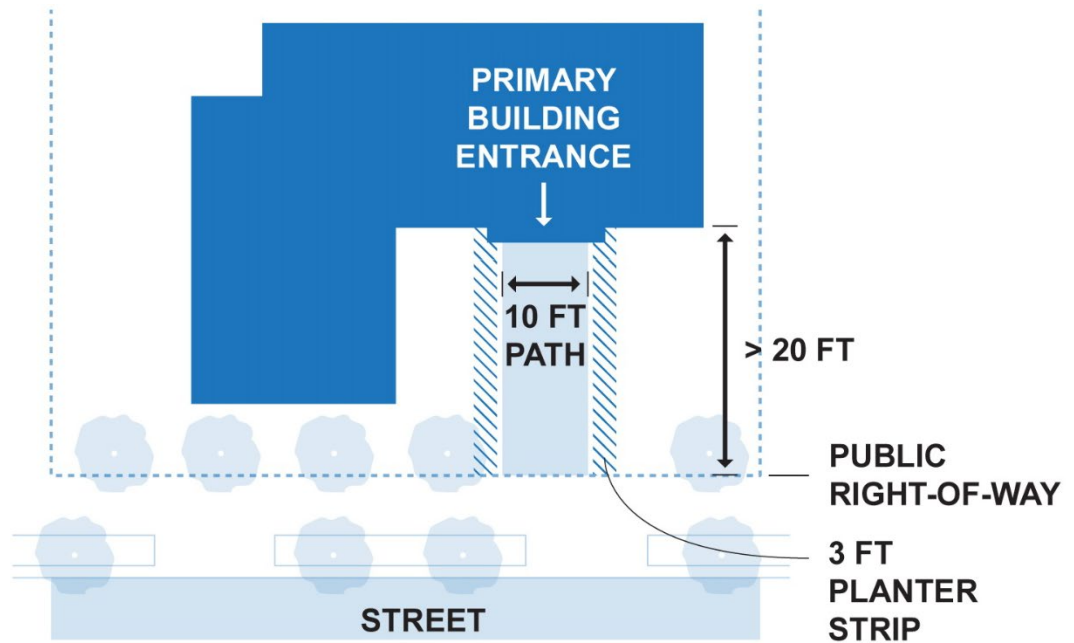 PRIMARY
BUILDING
ENTRANCE
10 FT
PATH
> 20 FT
PUBLIC
RIGHT-OF-WAY
3 FT
PLANTER
STRIP
STREET